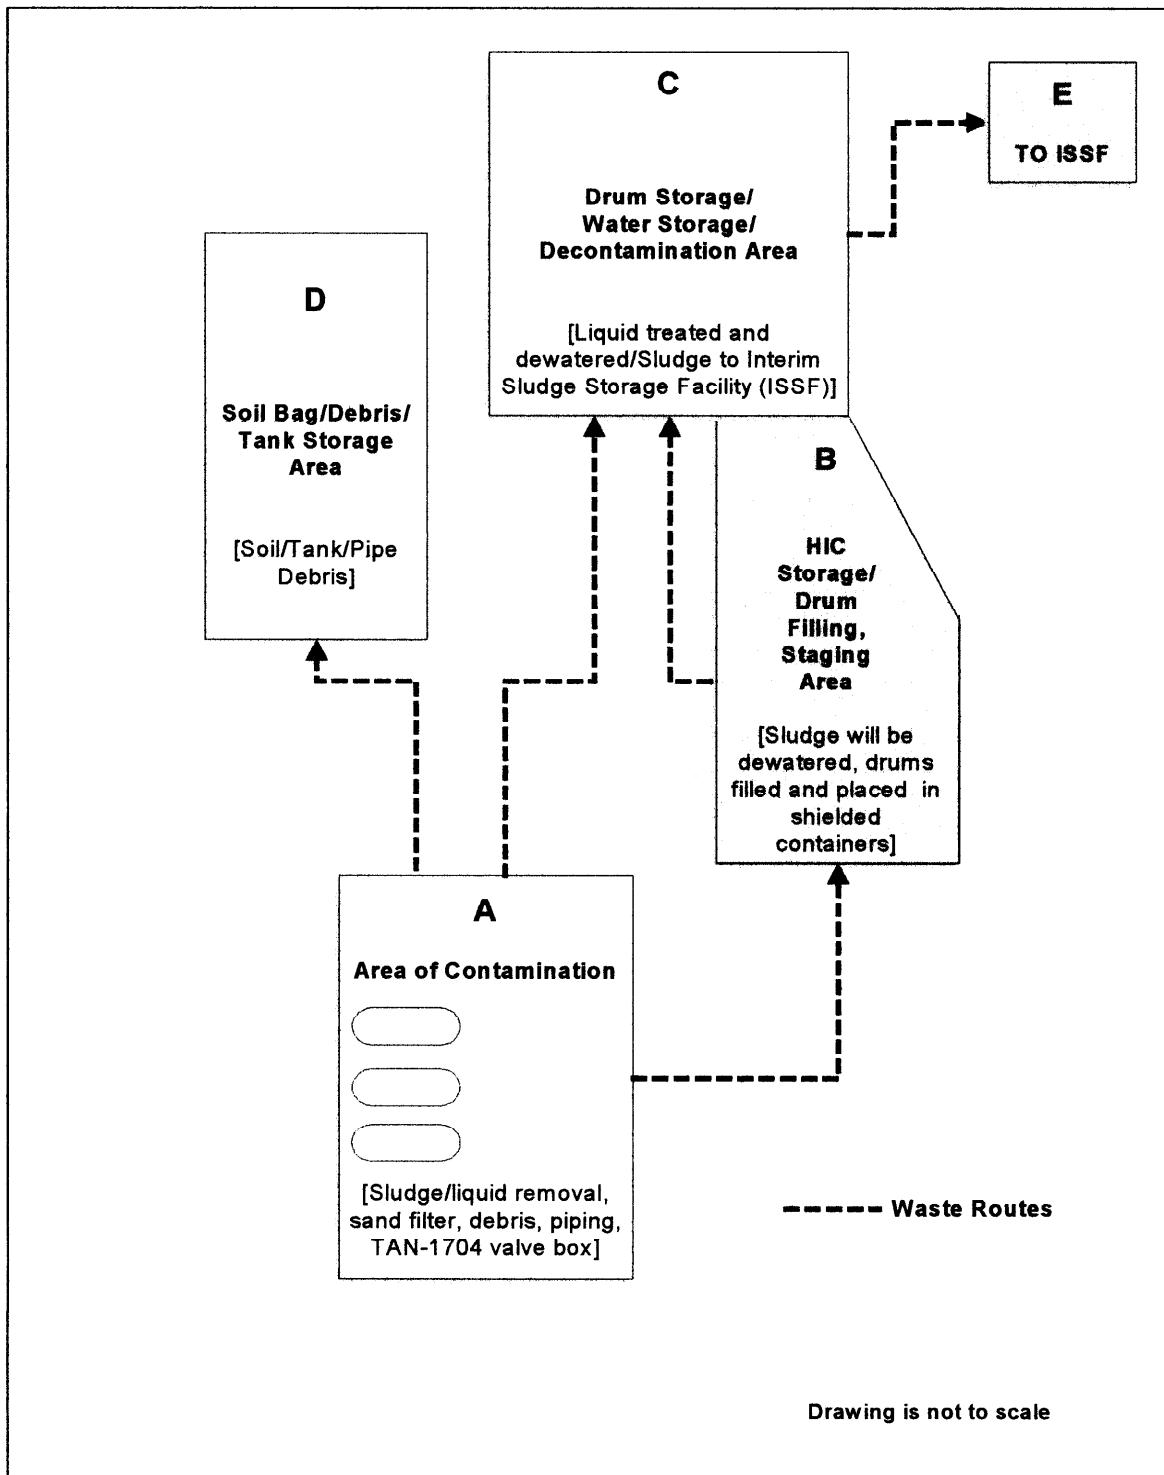 C
Drum Storage/
Water Storage/
Decontamination Area
[Liquid treated and
dewatered/Sludge to Interim
Sludge Storage Facility (ISSF)]
E
TO ISSF
D
Soil Bag/Debris/
Tank Storage
Area
[Soil/Tank/Pipe
Debris]
B
HIC
Storage/
Drum
Filling,
Staging
Area
[Sludge will be
dewatered, drums
filled and placed in
shielded
containers]
A
Area of Contamination
[Sludge/liquid removal,
sand filter, debris, piping,
TAN-1704 valve box]
Waste Routes
Drawing is not to scale